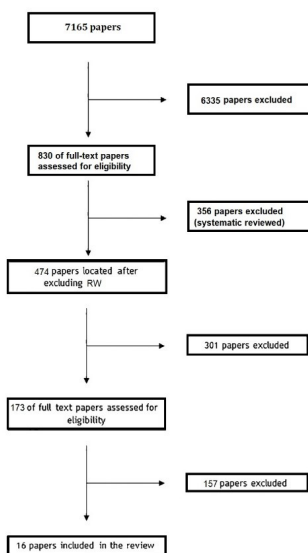 7165 papers
6335 papers excluded
830 of full-text papers
assessed for eligibility
356 papers excluded
(systematic reviewed)
474 papers located after
excluding RW
301 papers excluded
173 of full text papers assessed for
eligibility
157 papers excluded
16 papers included in the review